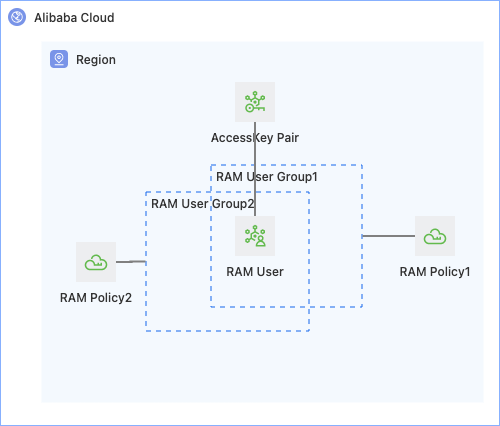 Alibaba Cloud
Region
AccessKey Pair
RAM User Group1
RAM User Group2
RAM User
RAM Policy1
RAM Policy2